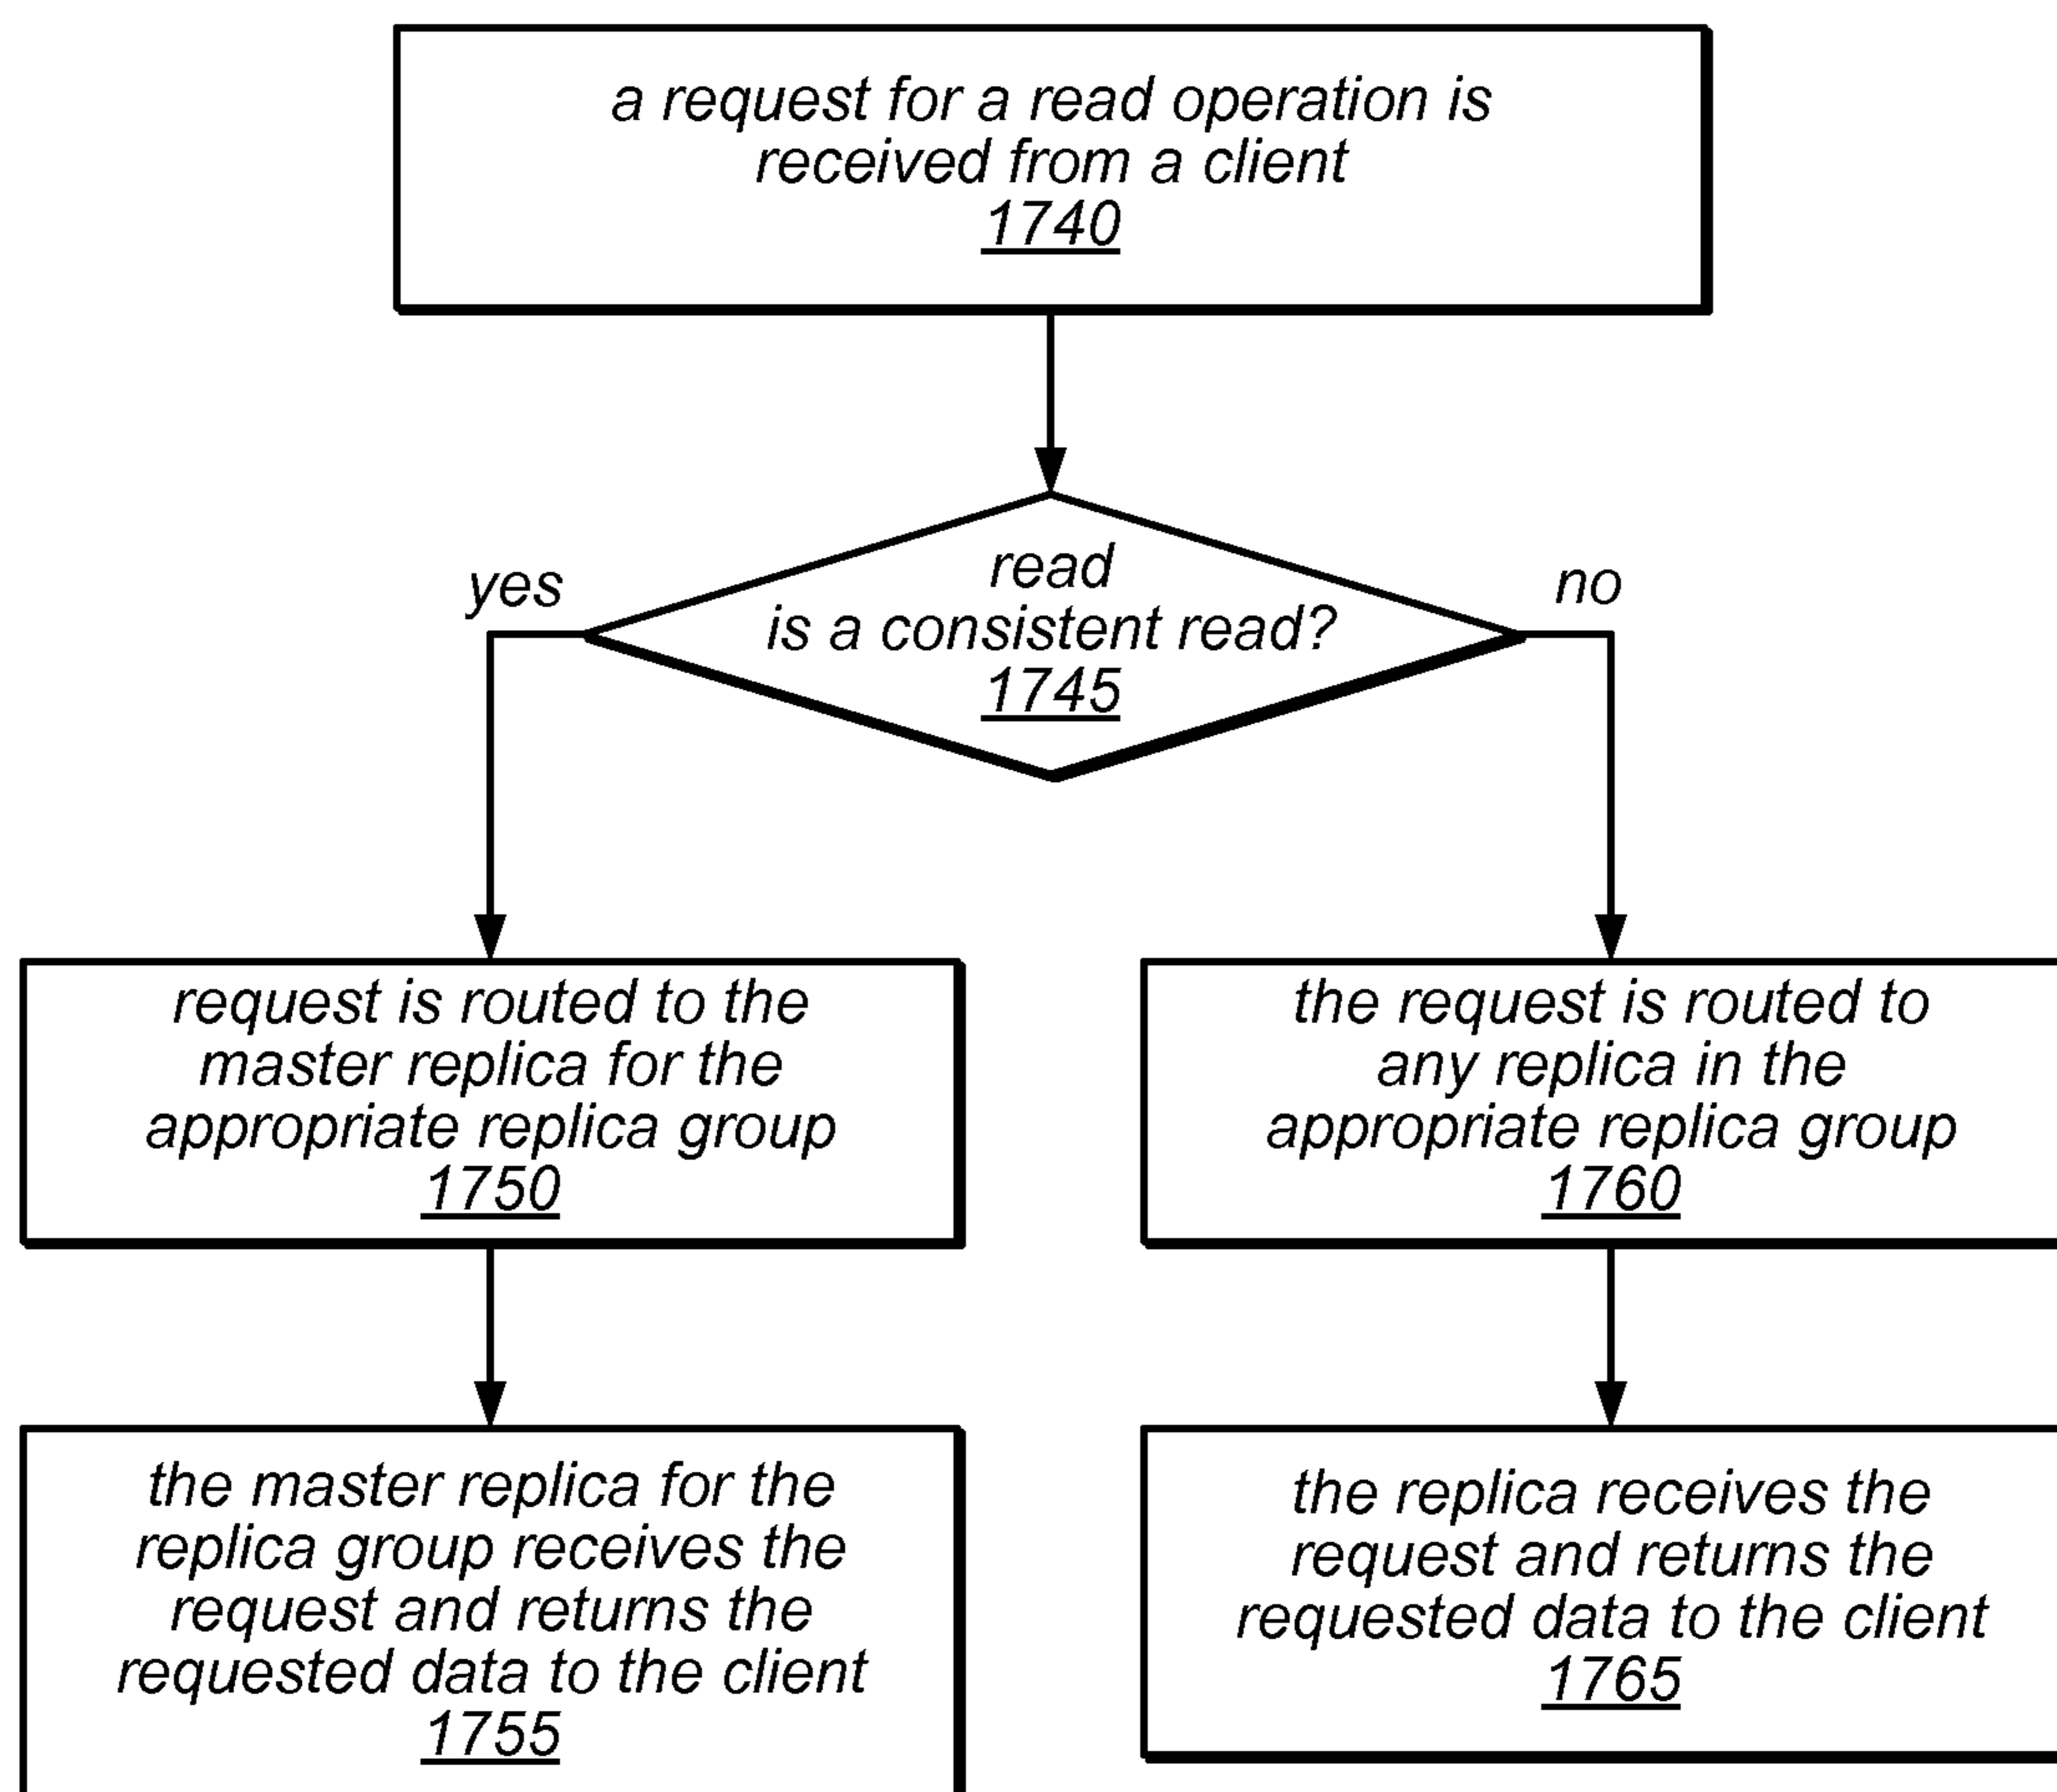 a request for a read operation is
received from a client
1740
read
is a consistent read?
1745
yes
no
request is routed to the
master replica for the
appropriate replica group
1750
the request is routed to
any replica in the
appropriate replica group
1760
the master replica for the
replica group receives the
request and returns the
requested data to the client
1755
the replica receives the
request and returns the
requested data to the client
1765